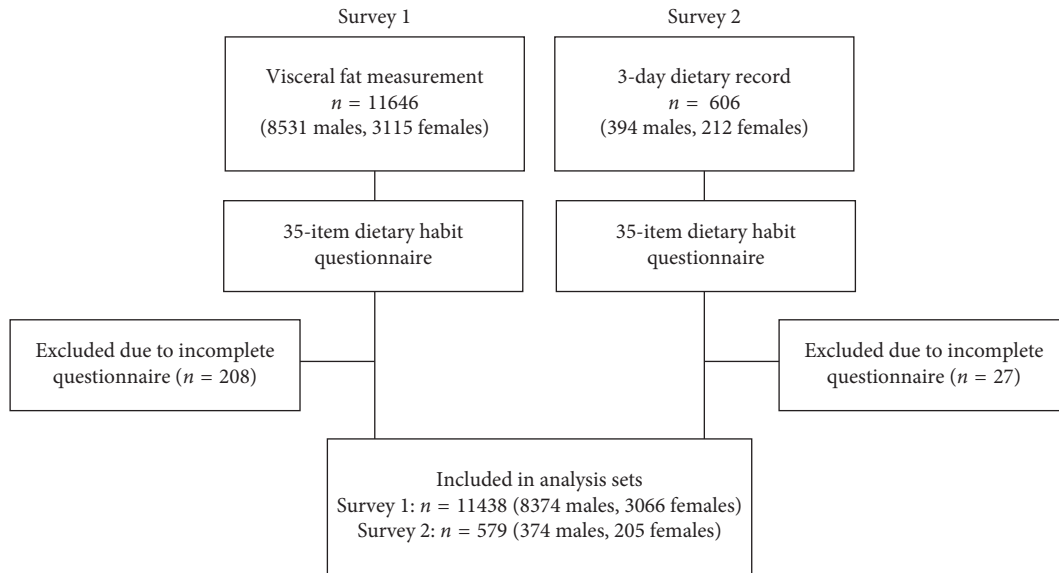 Survey 1
Survey 2
Visceral fat measurement
n = 11646
(8531 males, 3115 females)
3-day dietary record
n = 606
(394 males, 212 females)
35-item dietary habit
questionnaire
35-item dietary habit
questionnaire
Excluded due to incomplete
questionnaire (n = 208)
Excluded due to incomplete
questionnaire (n = 27)
Included in analysis sets
Survey 1: n = 11438 (8374 males, 3066 females)
Survey 2: n = 579 (374 males, 205 females)